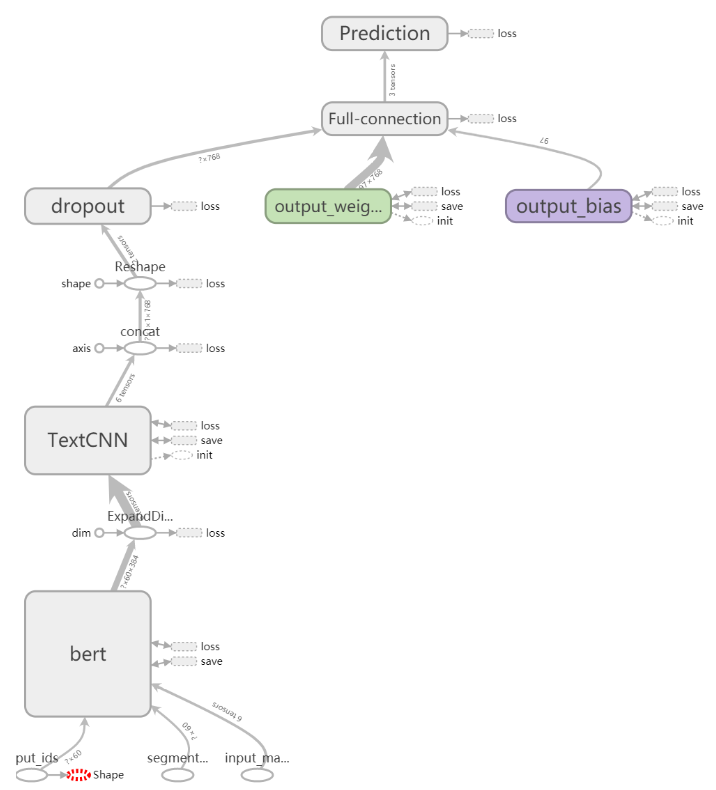 Prediction
loss
3 tensors
Full-connection
loss
?×768
97×768
97
dropout
loss
output_weig...
loss
save
init
output_bias
loss
save
init
Reshape
shape
loss
concat
axis
loss
6 tensors
TextCNN
loss
save
init
tensors
ExpandDi...
dim
loss
?×60×384
bert
loss
save
?×60
?×60
6 tensors
put_ids
Shape
segment...
input_ma...